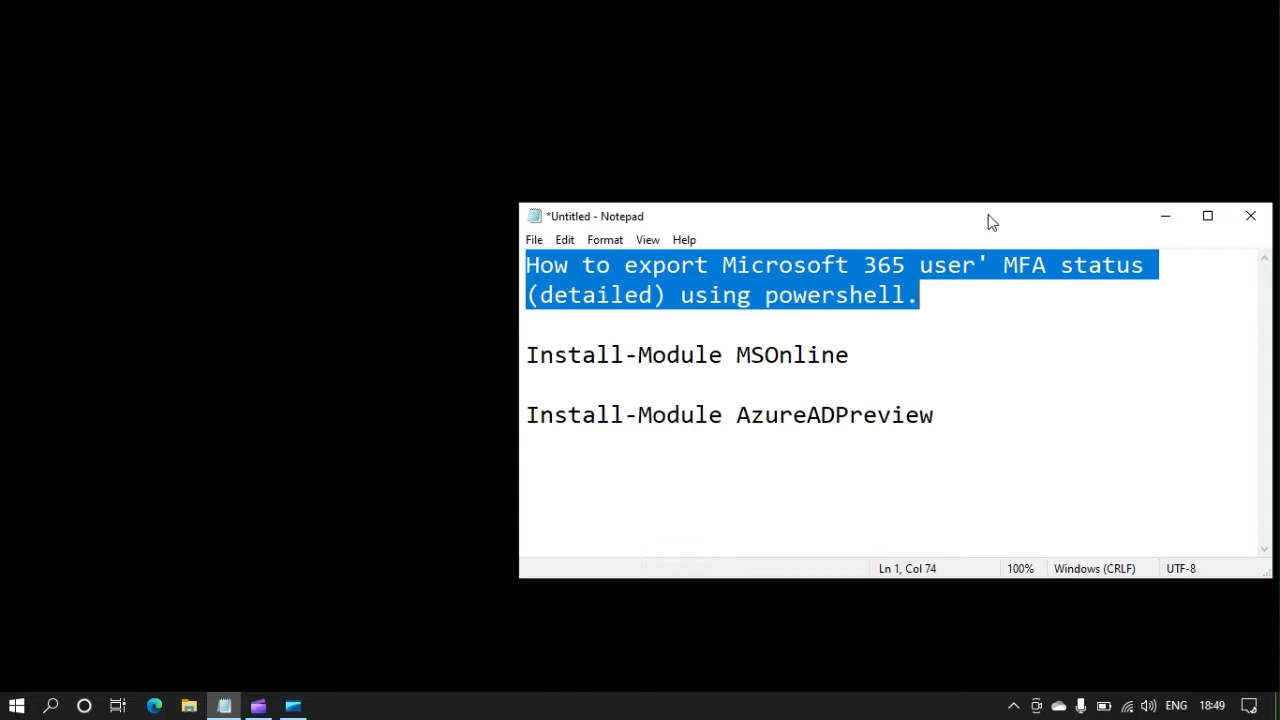 *Untitled - Notepad
File Edit Format View Help
How to export Microsoft 365 user' MFA status
(detailed) using powershell.
Install-Module MSOnline
Install-Module AzureADPreview
Ln 1, Col 74 100% Windows (CRLF) UTF-8
ENG 18:49